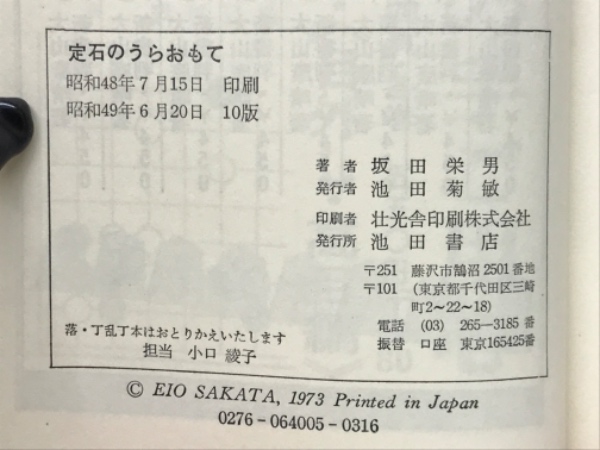 定石のうらおもて
昭和48年7月15日 印刷
昭和49年6月20日 10版
著者 坂田栄男
発行者 池田菊敏
印刷者 壮光舎印刷株式会社
発行所 池田書店
〒251 藤沢市鵠沼2501番地
〒101 (東京都千代田区三崎
町2〜22〜18)
電話 (03) 265―3185番
振替 口座 東京165425番
落・丁乱丁本はおとりかえいたします
担当 小口 綾子
© EIO SAKATA, 1973 Printed in Japan
0276-064005-0316